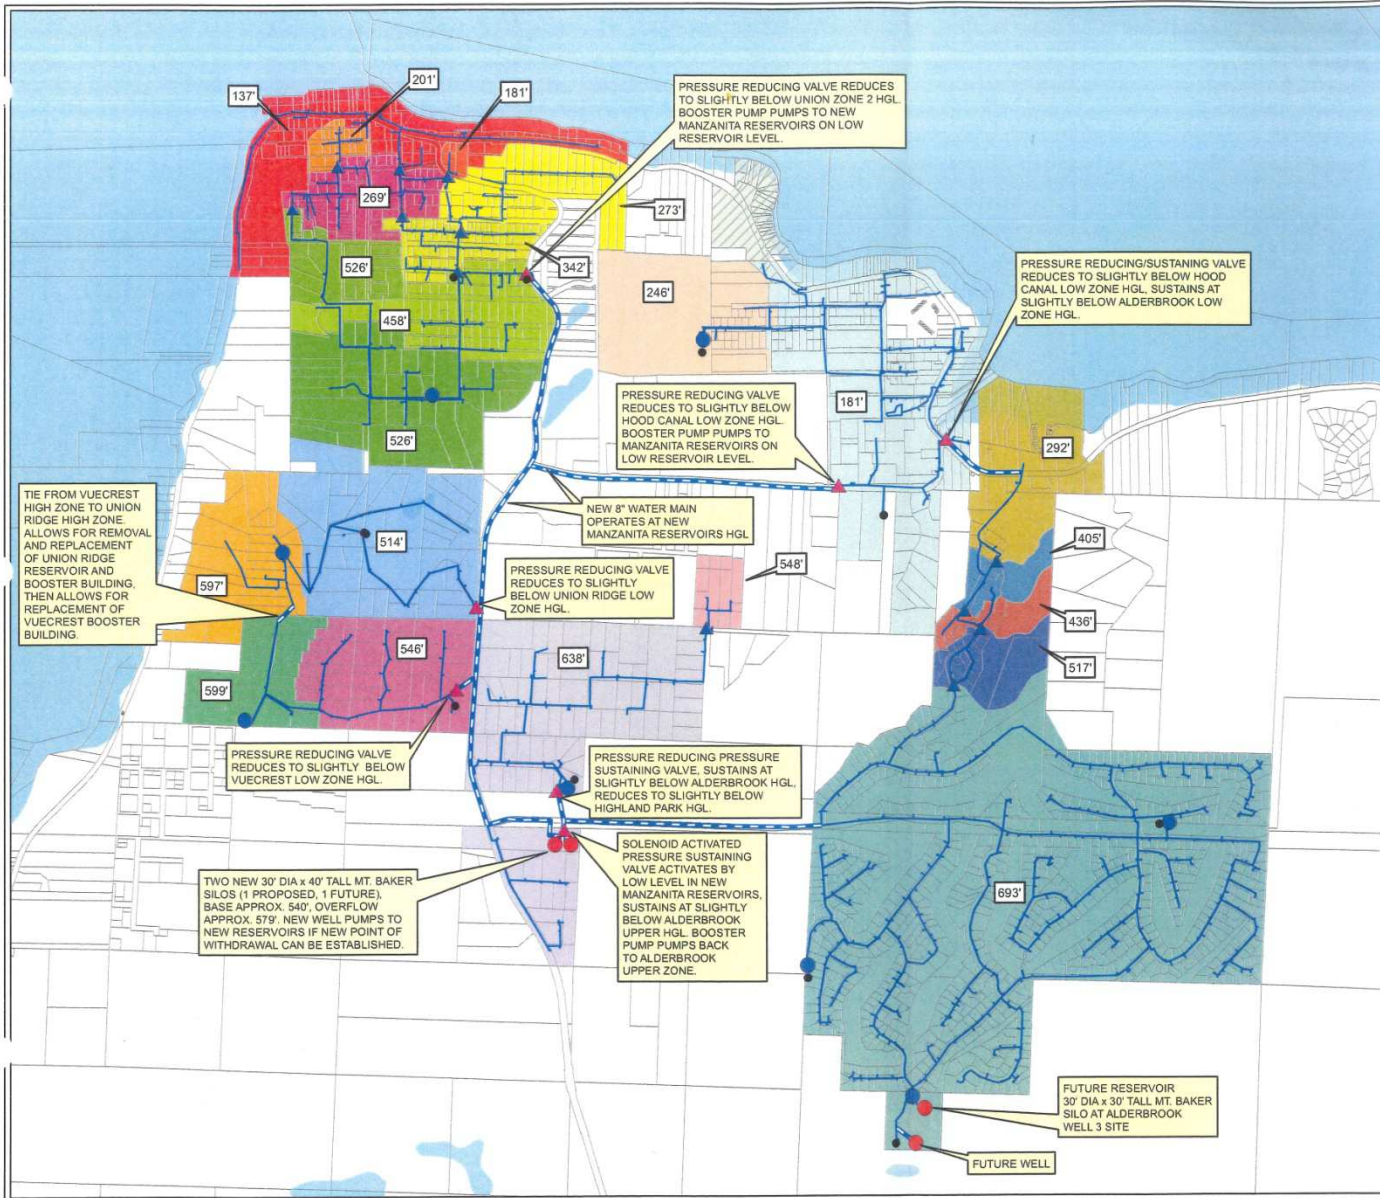 201'
137'
181'
PRESSURE REDUCING VALVE REDUCES
TO SLIGHTLY BELOW UNION ZONE 2 HGL.
BOOSTER PUMP PUMPS TO NEW
MANZANITA RESERVOIRS ON LOW
RESERVOIR LEVEL.
269'
273'
526'
342'
246'
458'
PRESSURE REDUCING/SUSTANING VALVE
REDUCES TO SLIGHTLY BELOW HOOD
CANAL LOW ZONE HGL, SUSTAINS AT
SLIGHTLY BELOW ALDERBROOK LOW
ZONE HGL.
PRESSURE REDUCING VALVE
REDUCES TO SLIGHTLY BELOW
HOOD CANAL LOW ZONE HGL.
BOOSTER PUMP PUMPS TO
MANZANITA RESERVOIRS ON
LOW RESERVOIR LEVEL.
181'
526'
292'
TIE FROM VUECREST
HIGH ZONE TO UNION
RIDGE HIGH ZONE.
ALLOWS FOR REMOVAL
AND REPLACEMENT
OF UNION RIDGE
RESERVOIR AND
BOOSTER BUILDING,
THEN ALLOWS FOR
REPLACEMENT OF
VUECREST BOOSTER
BUILDING.
NEW 8" WATER MAIN
OPERATES AT NEW
MANZANITA RESERVOIRS HGL
514'
405'
597'
PRESSURE REDUCING VALVE
REDUCES TO SLIGHTLY
BELOW UNION RIDGE LOW
ZONE HGL.
548'
436'
546'
638'
517'
599'
PRESSURE REDUCING VALVE
REDUCES TO SLIGHTLY BELOW
VUECREST LOW ZONE HGL.
PRESSURE REDUCING PRESSURE
SUSTAINING VALVE, SUSTAINS AT
SLIGHTLY BELOW ALDERBROOK HGL,
REDUCES TO SLIGHTLY BELOW
HIGHLAND PARK HGL.
TWO NEW 30' DIA x 40' TALL MT. BAKER
SILOS (1 PROPOSED, 1 FUTURE),
BASE APPROX. 540', OVERFLOW
APPROX. 579'. NEW WELL PUMPS TO
NEW RESERVOIRS IF NEW POINT OF
WITHDRAWAL CAN BE ESTABLISHED.
SOLENOID ACTIVATED
PRESSURE SUSTAINING
VALVE ACTIVATES BY
LOW LEVEL IN NEW
MANZANITA RESERVOIRS,
SUSTAINS AT SLIGHTLY
BELOW ALDERBROOK
UPPER HGL. BOOSTER
PUMP PUMPS BACK
TO ALDERBROOK
UPPER ZONE.
693'
FUTURE RESERVOIR
30' DIA x 30' TALL MT. BAKER
SILO AT ALDERBROOK
WELL 3 SITE
FUTURE WELL